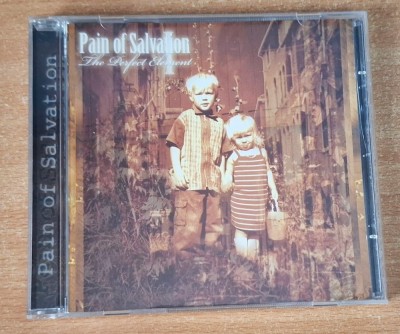 Pain of Salvation
The Perfect Element
Pain of Salvation